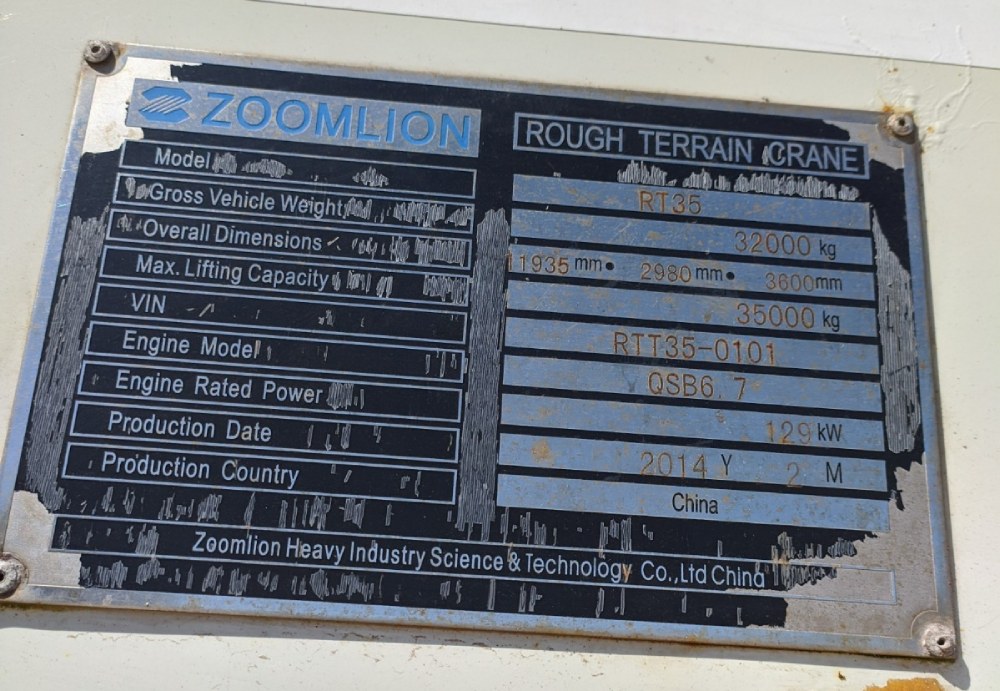 ZOOMLION ROUGH TERRAIN CRANE
Model RT35
Gross Vehicle Weight 32000 kg
Overall Dimensions 11935 mm• 2980 mm• 3600mm
Max. Lifting Capacity 35000 kg
VIN RTT35-0101
Engine Model QSB6.7
Engine Rated Power 129 kW
Production Date 2014 Y 2 M
Production Country China
Zoomlion Heavy Industry Science & Technology Co.,Ltd China